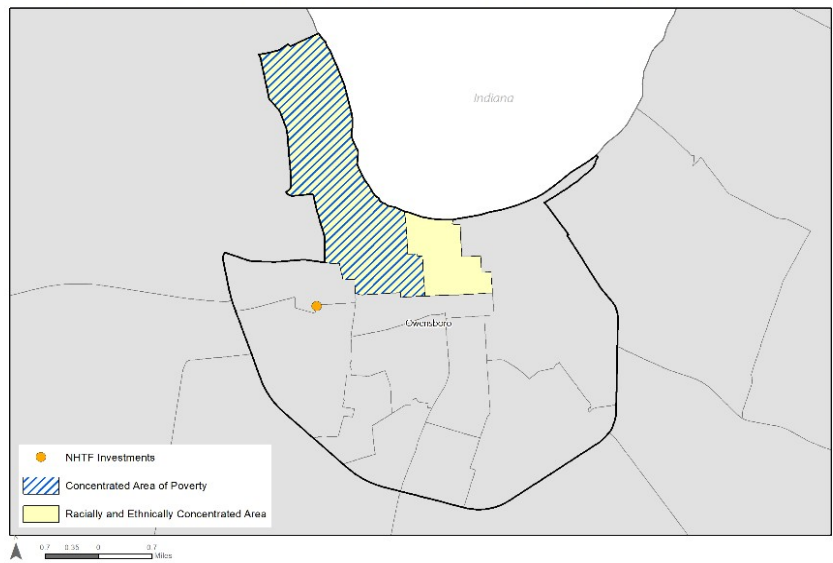 Indiana
Owensboro
NHTF Investments
Concentrated Area of Poverty
Racially and Ethnically Concentrated Area
0.7 0.35 0 0.7
Miles